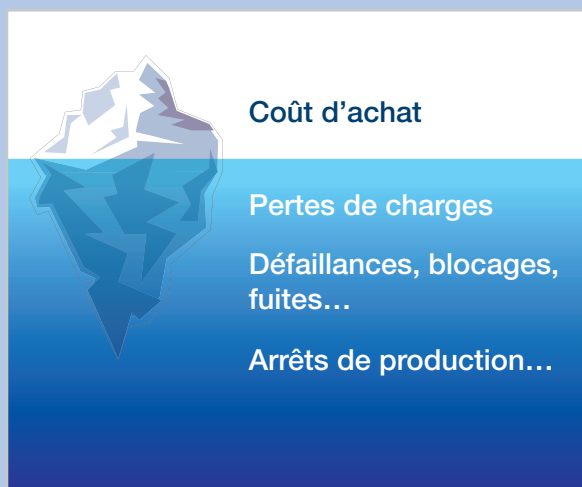 Coût d’achat
Pertes de charges
Défaillances, blocages,
fuites…
Arrêts de production…